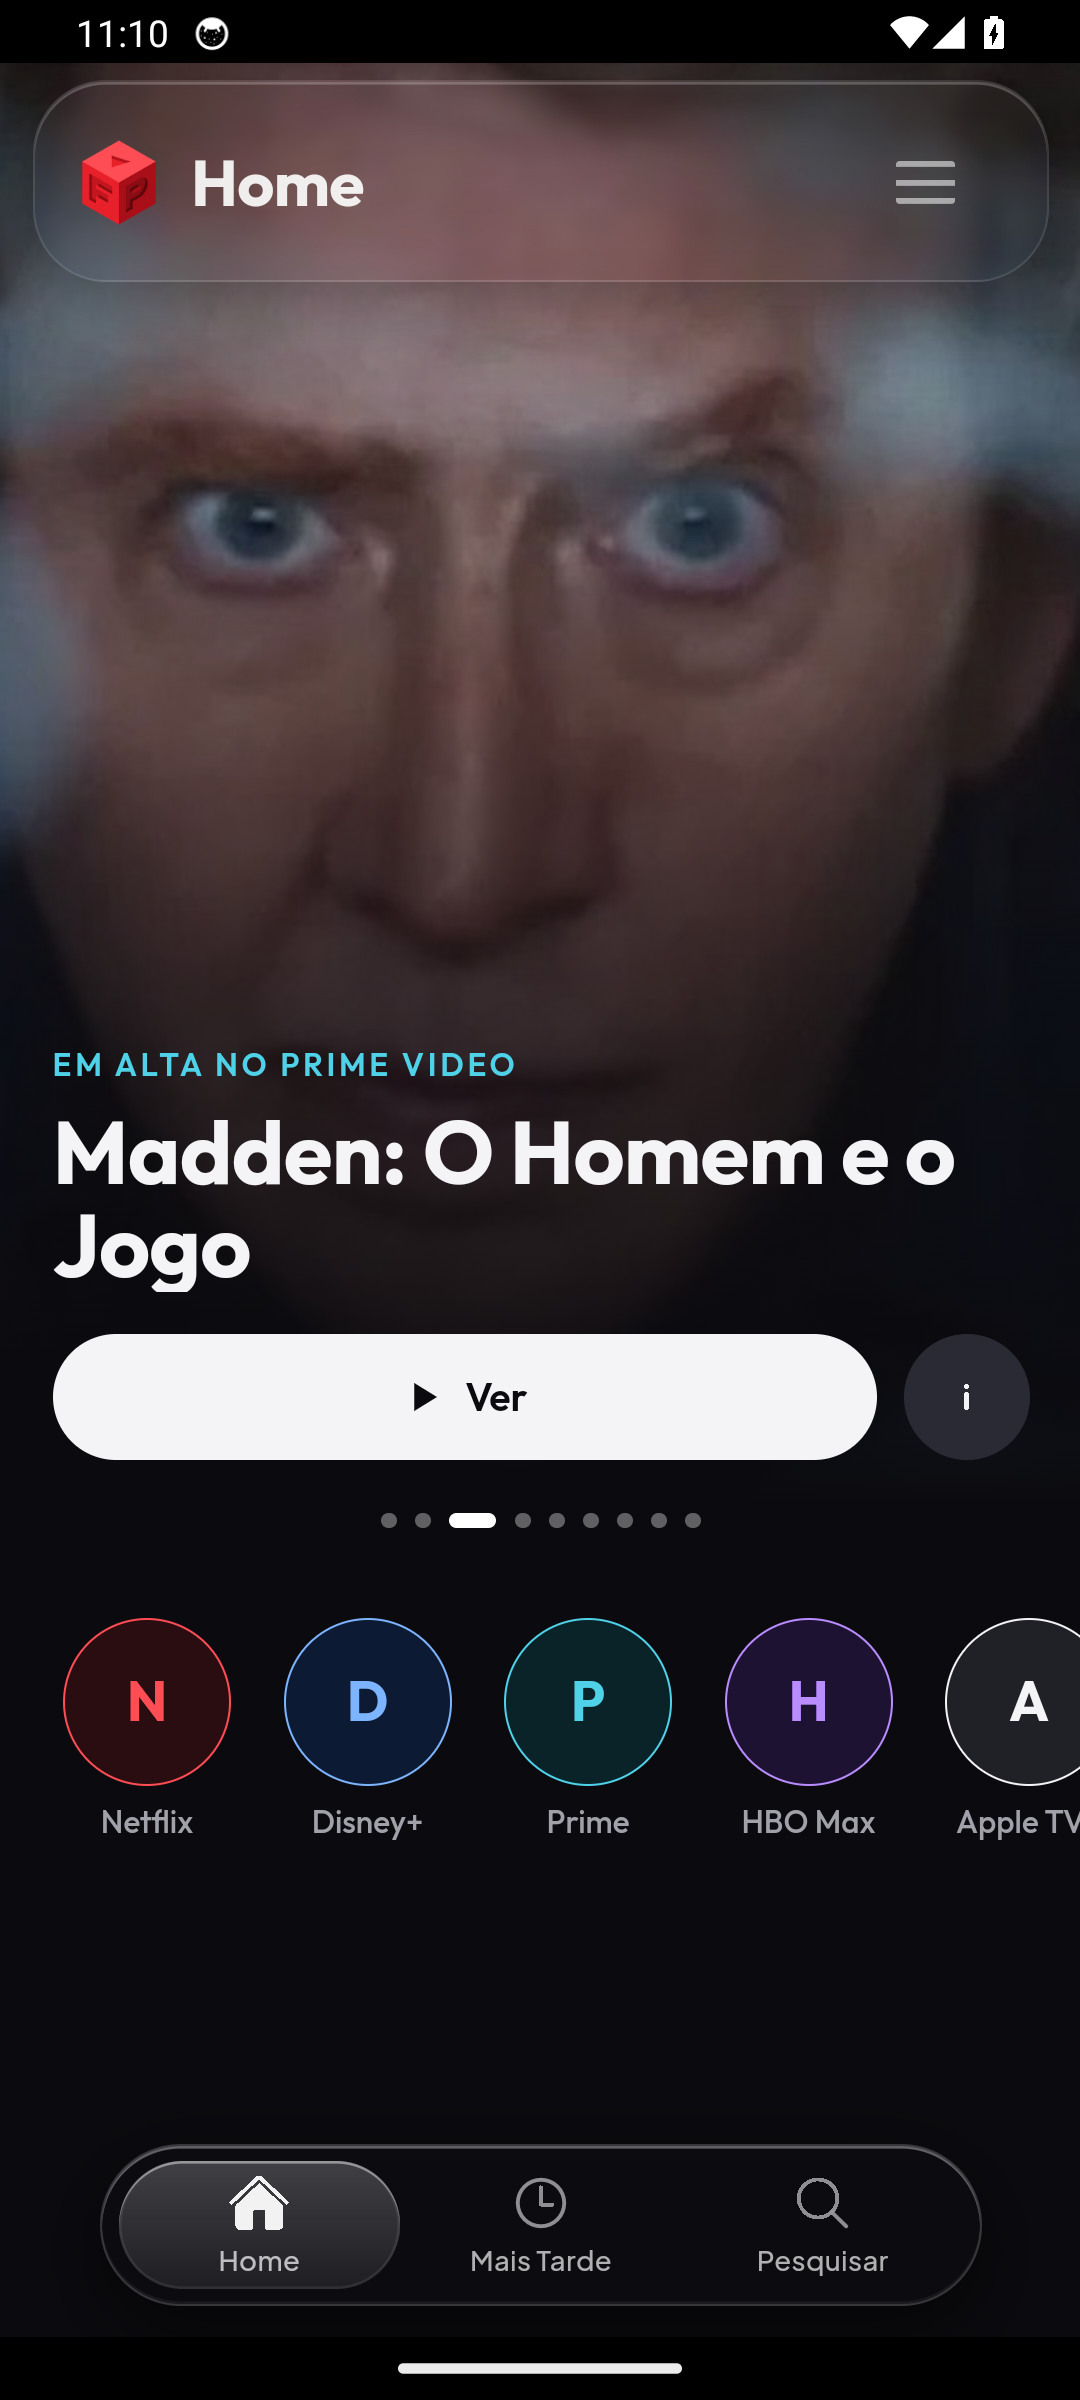 11:10
FP
Home
EM ALTA NO PRIME VIDEO
Madden: O Homem e o
Jogo
Ver
i
N
D
P
H
A
Netflix
Disney+
Prime
HBO Max
Apple TV
Home
Mais Tarde
Pesquisar